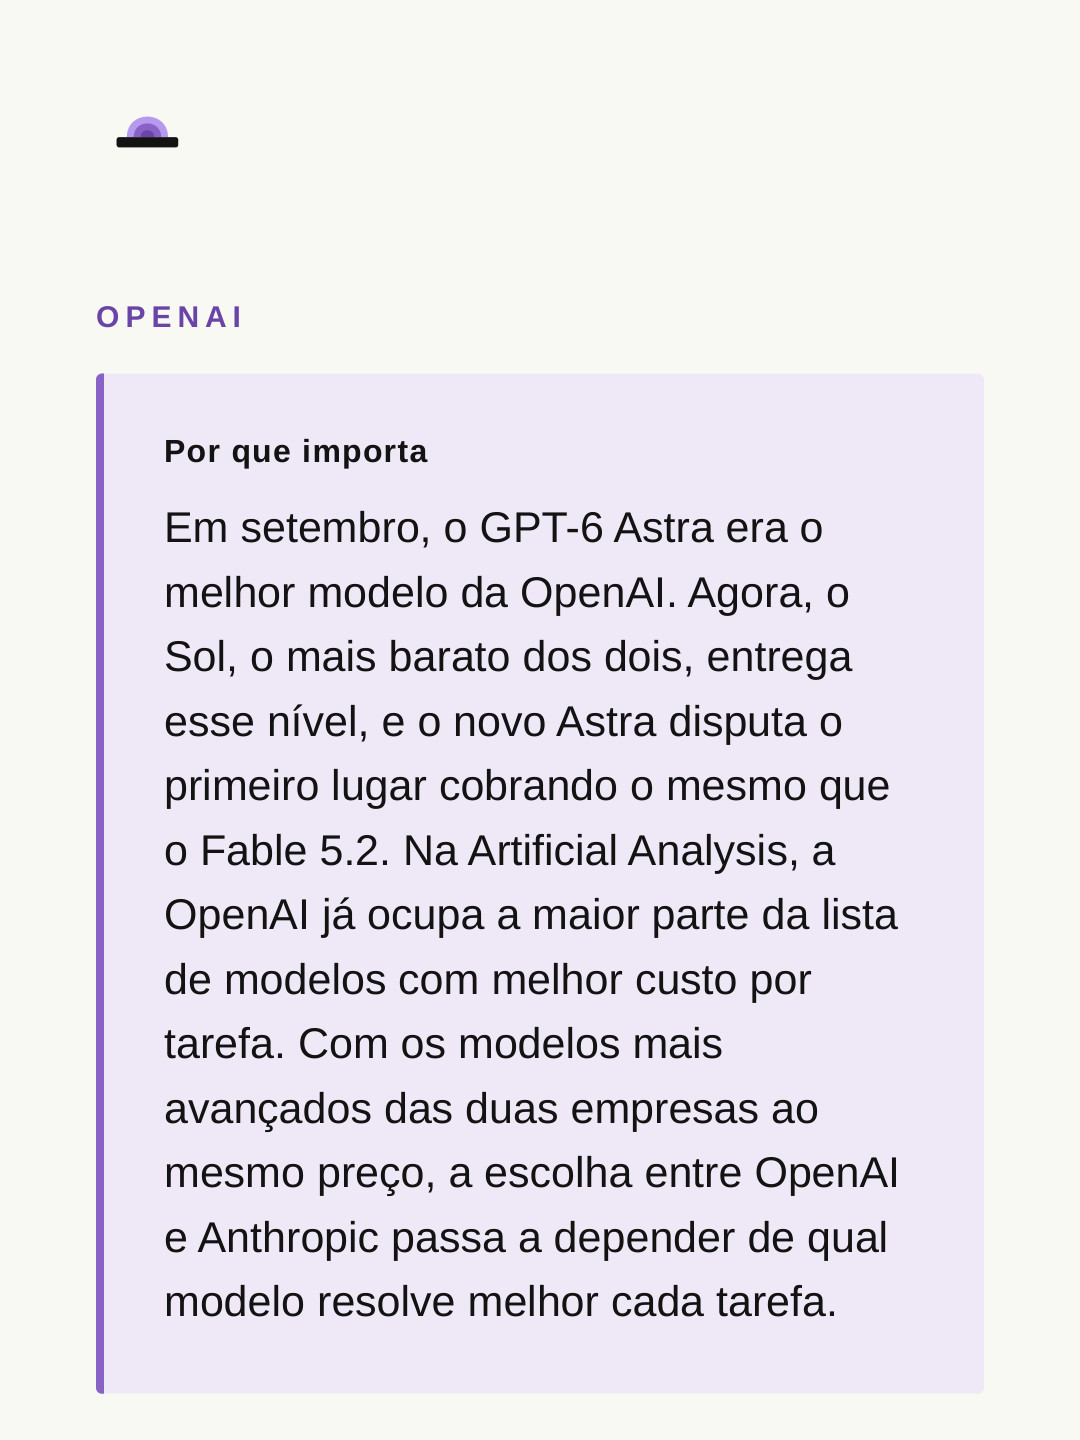 OPENAI
Por que importa
Em setembro, o GPT-6 Astra era o
melhor modelo da OpenAI. Agora, o
Sol, o mais barato dos dois, entrega
esse nível, e o novo Astra disputa o
primeiro lugar cobrando o mesmo que
o Fable 5.2. Na Artificial Analysis, a
OpenAI já ocupa a maior parte da lista
de modelos com melhor custo por
tarefa. Com os modelos mais
avançados das duas empresas ao
mesmo preço, a escolha entre OpenAI
e Anthropic passa a depender de qual
modelo resolve melhor cada tarefa.